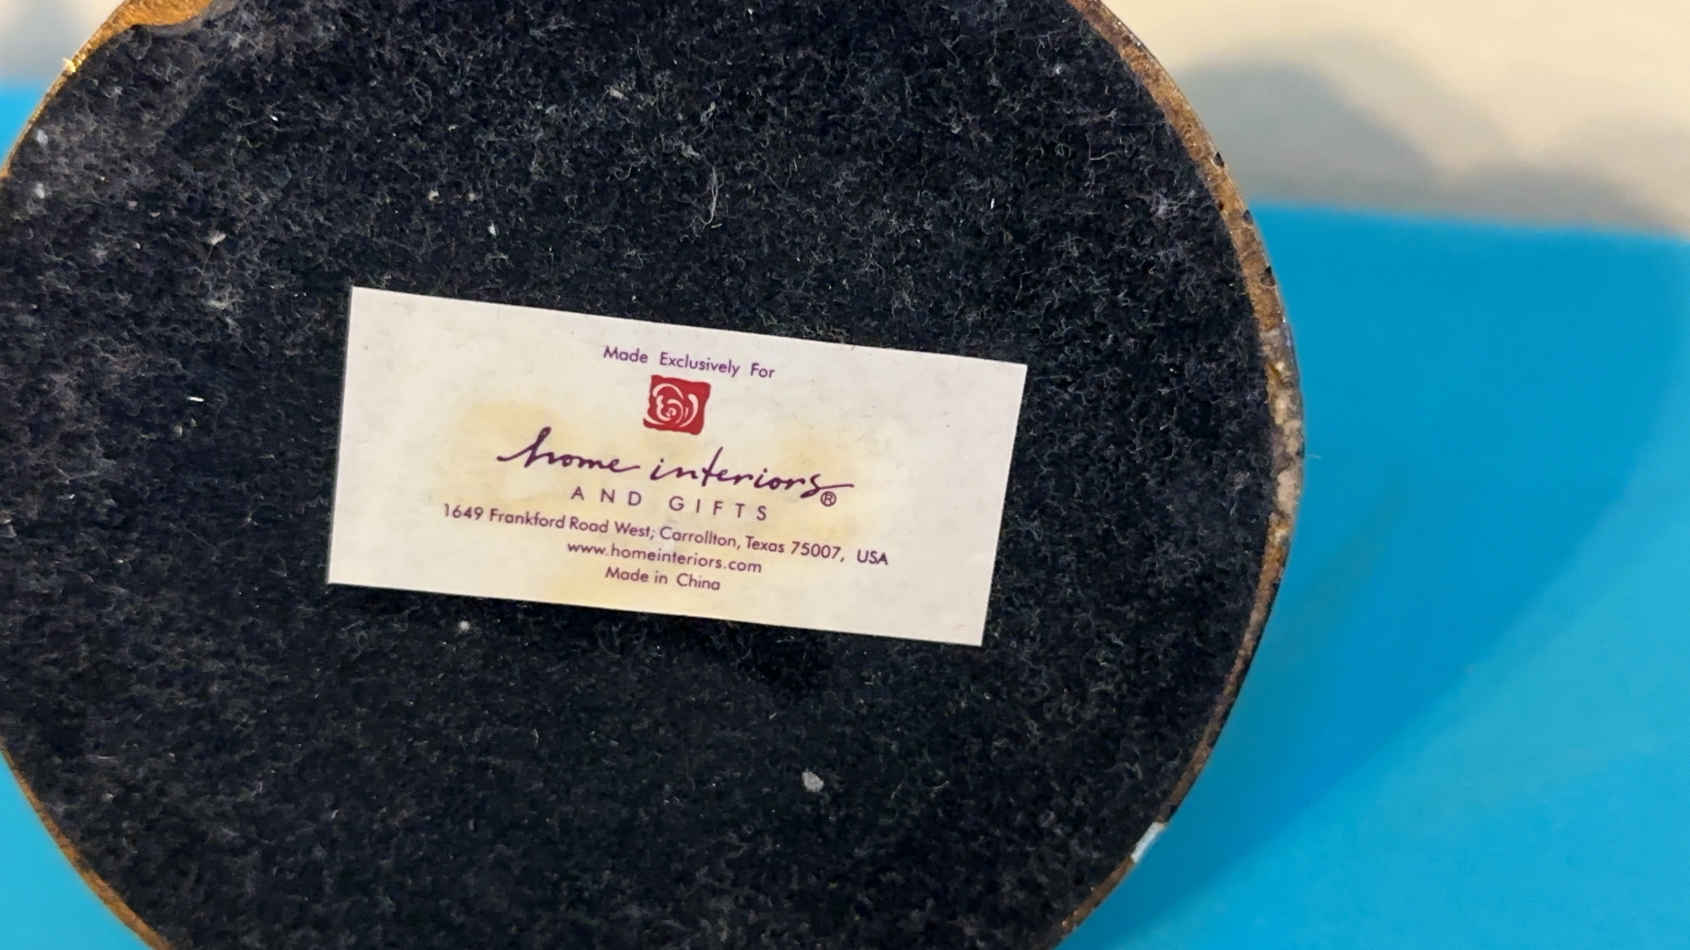 Made Exclusively For
home interiors®
AND GIFTS
1649 Frankford Road West; Carrollton, Texas 75007, USA
www.homeinteriors.com
Made in China